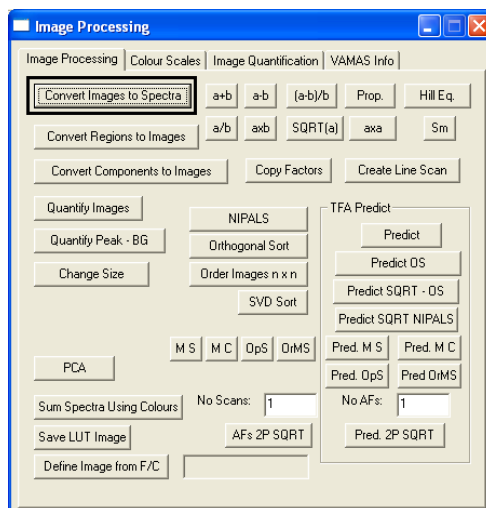 Image Processing
Image Processing Colour Scales Image Quantification VAMAS Info
Convert Images to Spectra a+b a-b (a-b)/b Prop. Hill Eq.
Convert Regions to Images a/b axb SQRT(a) axa Sm
Convert Components to Images Copy Factors Create Line Scan
Quantify Images NIPALS TFA Predict
Predict
Quantify Peak - BG Orthogonal Sort Predict OS
Change Size Order Images n x n Predict SQRT - OS
SVD Sort Predict SQRT NIPALS
M S M C OpS OrMS Pred. M S Pred. M C
PCA Pred. OpS Pred OrMS
Sum Spectra Using Colours No Scans: 1 No AFs: 1
Save LUT Image AFs 2P SQRT Pred. 2P SQRT
Define Image from F/C